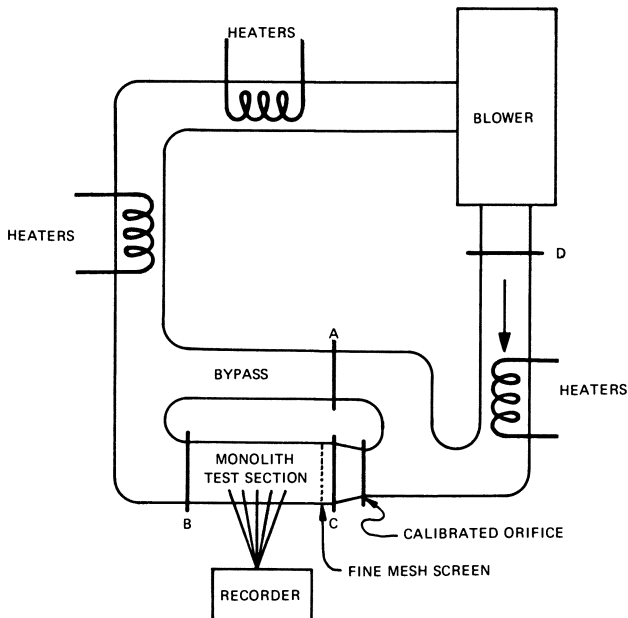 HEATERS
BLOWER
HEATERS
D
A
BYPASS
HEATERS
MONOLITH
TEST SECTION
B
C
CALIBRATED ORIFICE
FINE MESH SCREEN
RECORDER